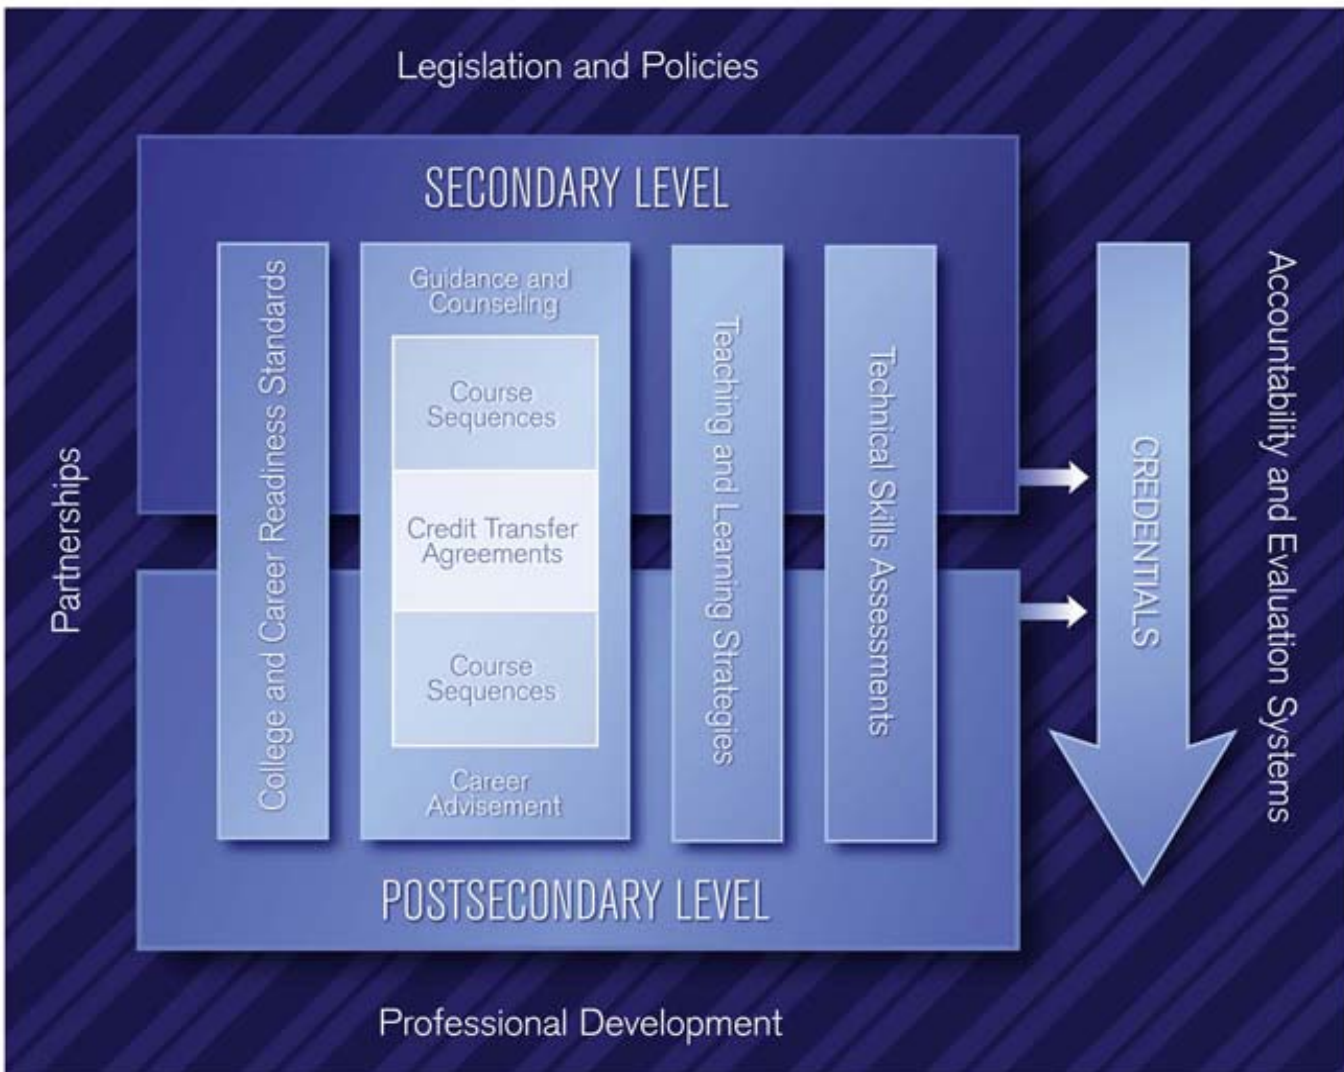 Legislation and Policies
SECONDARY LEVEL
Partnerships
College and Career Readiness Standards
Guidance and
Counseling
Course
Sequences
Credit Transfer
Agreements
Course
Sequences
Career
Advisement
Teaching and Learning Strategies
Technical Skills Assessments
CREDENTIALS
Accountability and Evaluation Systems
POSTSECONDARY LEVEL
Professional Development